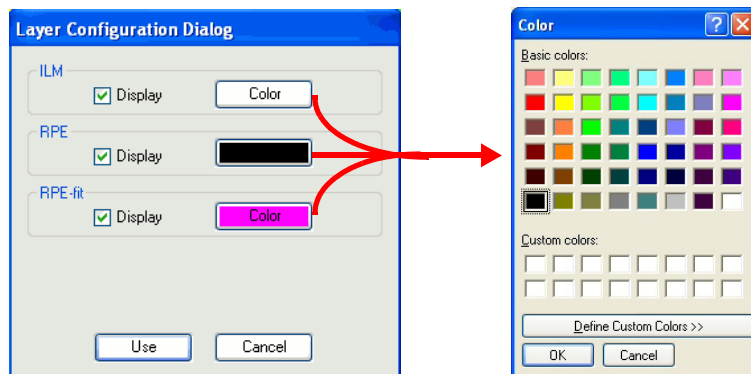 Layer Configuration Dialog
ILM
Display
Color
RPE
Display
RPE-fit
Display
Color
Use
Cancel
Color
?
Basic colors:
Custom colors:
Define Custom Colors >>
OK
Cancel